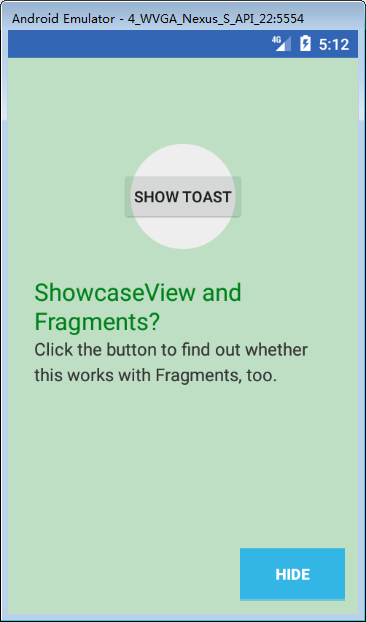 Android Emulator - 4_WVGA_Nexus_S_API_22:5554
4G 5:12
SHOW TOAST
ShowcaseView and
Fragments?
Click the button to find out whether
this works with Fragments, too.
HIDE